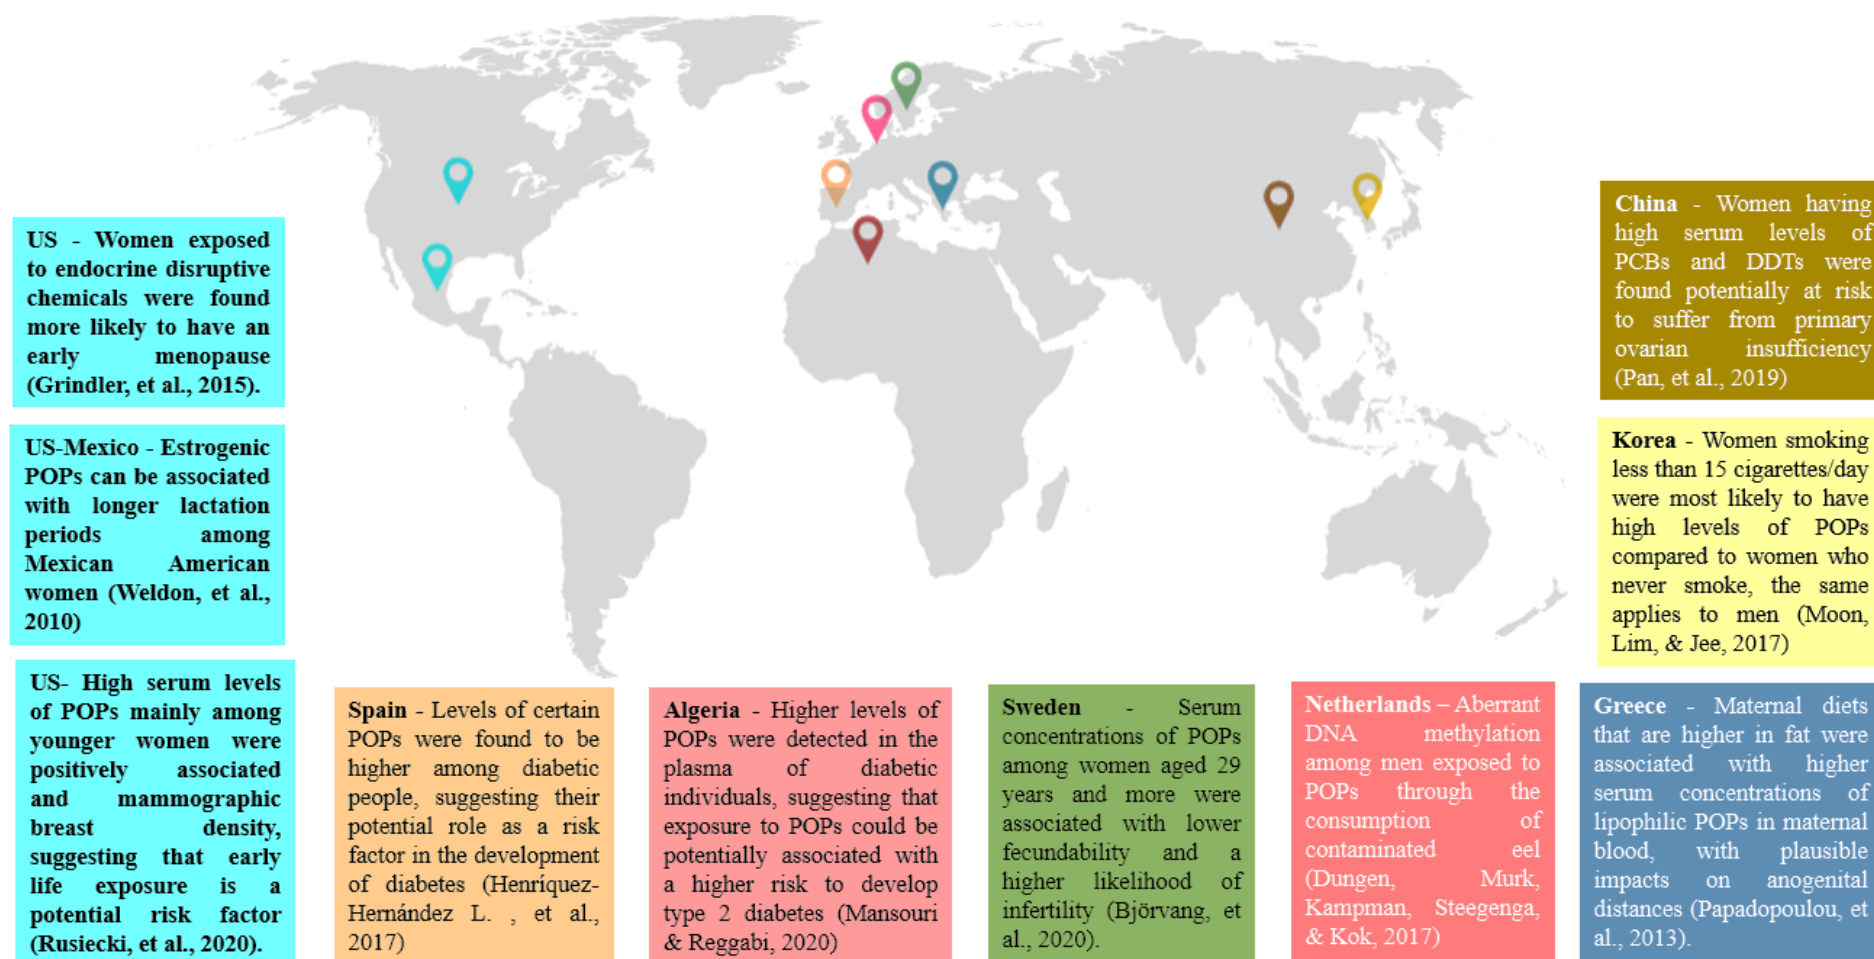 US - Women exposed
to endocrine disruptive
chemicals were found
more likely to have an
early menopause
(Grindler, et al., 2015).
US-Mexico - Estrogenic
POPs can be associated
with longer lactation
periods among
Mexican American
women (Weldon, et al.,
2010)
US- High serum levels
of POPs mainly among
younger women were
positively associated
and mammographic
breast density,
suggesting that early
life exposure is a
potential risk factor
(Rusiecki, et al., 2020).
Spain - Levels of certain
POPs were found to be
higher among diabetic
people, suggesting their
potential role as a risk
factor in the development
of diabetes (Henríquez-
Hernández L. , et al.,
2017)
Algeria - Higher levels of
POPs were detected in the
plasma of diabetic
individuals, suggesting that
exposure to POPs could be
potentially associated with
a higher risk to develop
type 2 diabetes (Mansouri
& Reggabi, 2020)
Sweden - Serum
concentrations of POPs
among women aged 29
years and more were
associated with lower
fecundability and a
higher likelihood of
infertility (Björvang, et
al., 2020).
Netherlands – Aberrant
DNA methylation
among men exposed to
POPs through the
consumption of
contaminated eel
(Dungen, Murk,
Kampman, Steegenga,
& Kok, 2017)
China - Women having
high serum levels of
PCBs and DDTs were
found potentially at risk
to suffer from primary
ovarian insufficiency
(Pan, et al., 2019)
Korea - Women smoking
less than 15 cigarettes/day
were most likely to have
high levels of POPs
compared to women who
never smoke, the same
applies to men (Moon,
Lim, & Jee, 2017)
Greece - Maternal diets
that are higher in fat were
associated with higher
serum concentrations of
lipophilic POPs in maternal
blood, with plausible
impacts on anogenital
distances (Papadopoulou, et
al., 2013).